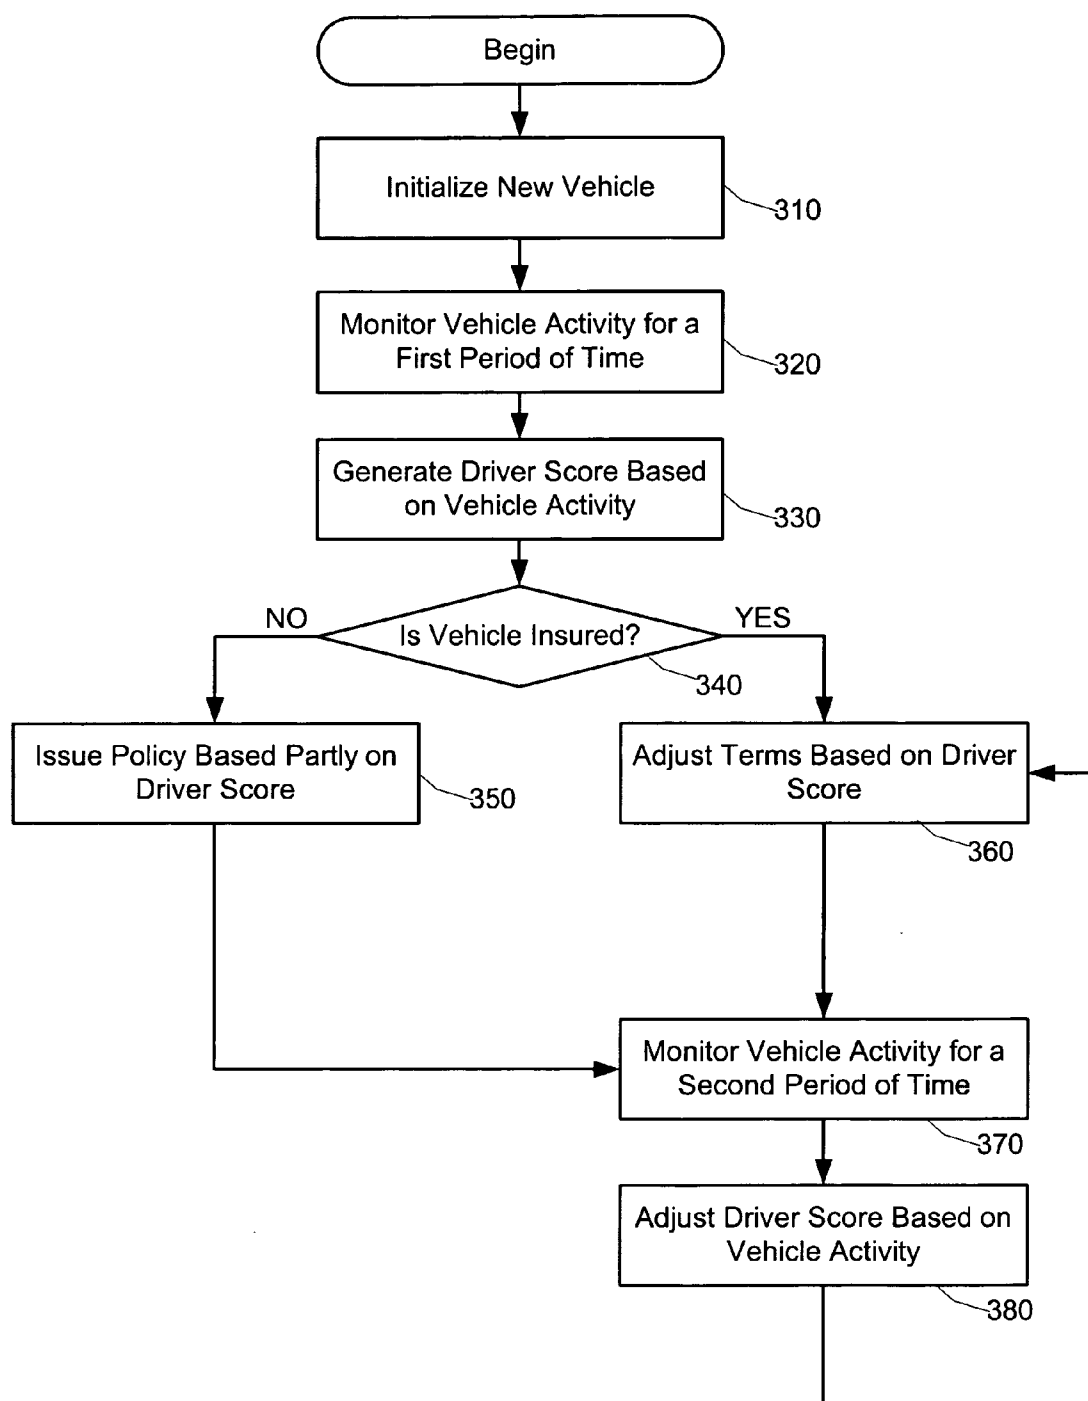 Begin
Initialize New Vehicle
310
Monitor Vehicle Activity for a
First Period of Time
320
Generate Driver Score Based
on Vehicle Activity
330
NO
YES
Is Vehicle Insured?
340
Issue Policy Based Partly on
Driver Score
350
Adjust Terms Based on Driver
Score
360
Monitor Vehicle Activity for a
Second Period of Time
370
Adjust Driver Score Based on
Vehicle Activity
380